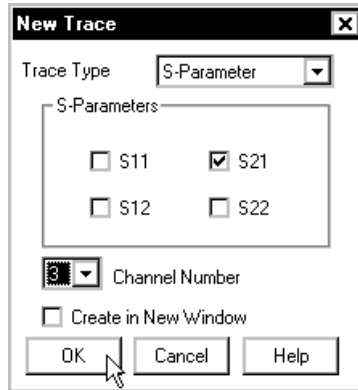 New Trace
Trace Type S-Parameter
S-Parameters
S11 S21
S12 S22
3 Channel Number
Create in New Window
OK Cancel Help